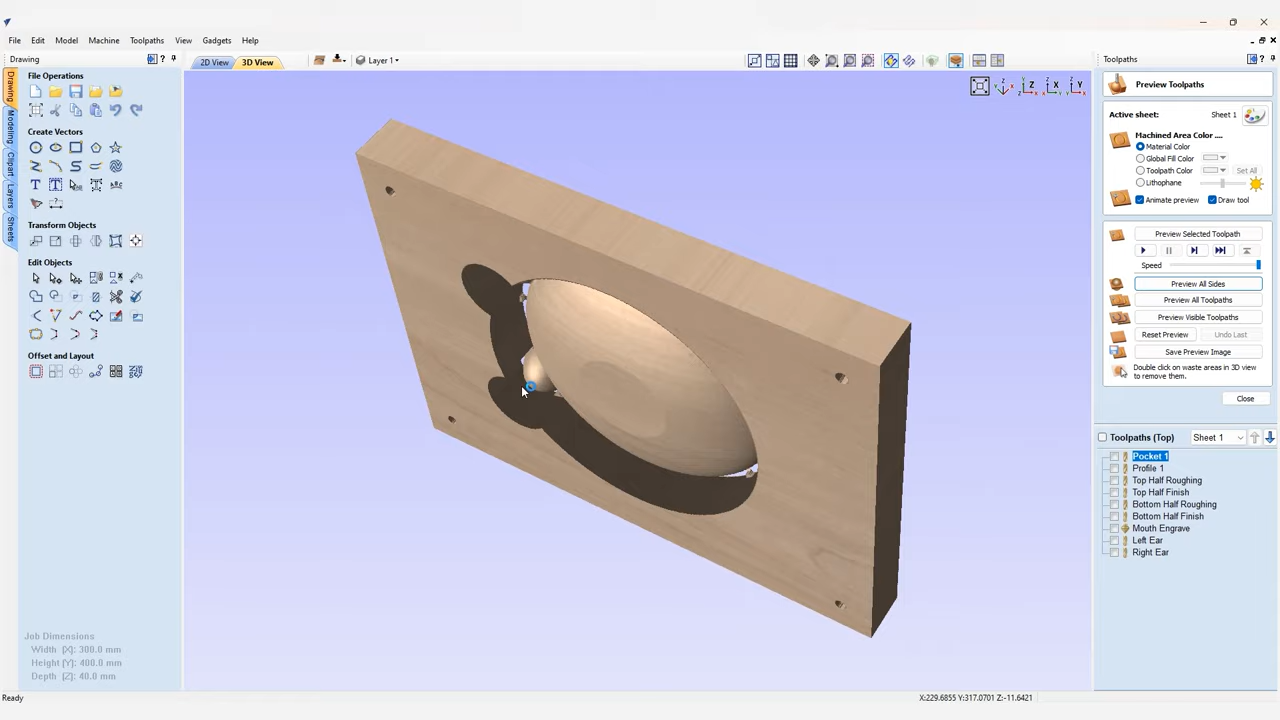 File Edit Model Machine Toolpaths View Gadgets Help
Drawing
2D View 3D View Layer 1
Toolpaths
Drawing
Modeling
Clipart
Layers
Sheets
File Operations
Create Vectors
Transform Objects
Edit Objects
Offset and Layout
Job Dimensions
Width (X): 300.0 mm
Height (Y): 400.0 mm
Depth (Z): 40.0 mm
Preview Toolpaths
Active sheet: Sheet 1
Machined Area Color ....
Material Color
Global Fill Color
Toolpath Color Set All
Lithophane
Animate preview Draw tool
Preview Selected Toolpath
Speed
Preview All Sides
Preview All Toolpaths
Preview Visible Toolpaths
Reset Preview Undo Last
Save Preview Image
Double click on waste areas in 3D view
to remove them.
Close
Toolpaths (Top) Sheet 1
Pocket 1
Profile 1
Top Half Roughing
Top Half Finish
Bottom Half Roughing
Bottom Half Finish
Mouth Engrave
Left Ear
Right Ear
Ready
X:229.6855 Y:317.0701 Z:-11.6421